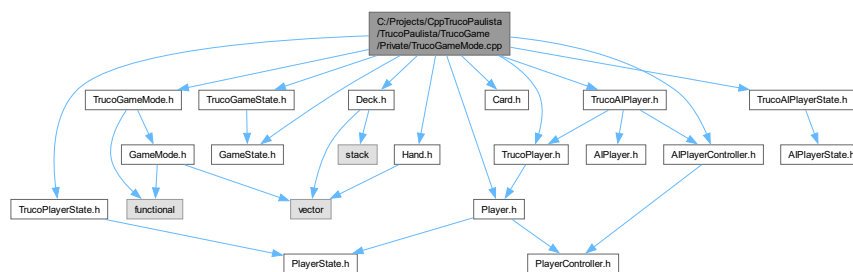 C:/Projects/CppTrucoPaulista
/TrucoPaulista/TrucoGame
/Private/TrucoGameMode.cpp
TrucoGameMode.h
TrucoGameState.h
Deck.h
Card.h
TrucoAIPlayer.h
TrucoAIPlayerState.h
GameMode.h
GameState.h
stack
Hand.h
TrucoPlayer.h
AIPlayer.h
AIPlayerController.h
AIPlayerState.h
TrucoPlayerState.h
functional
vector
Player.h
PlayerState.h
PlayerController.h